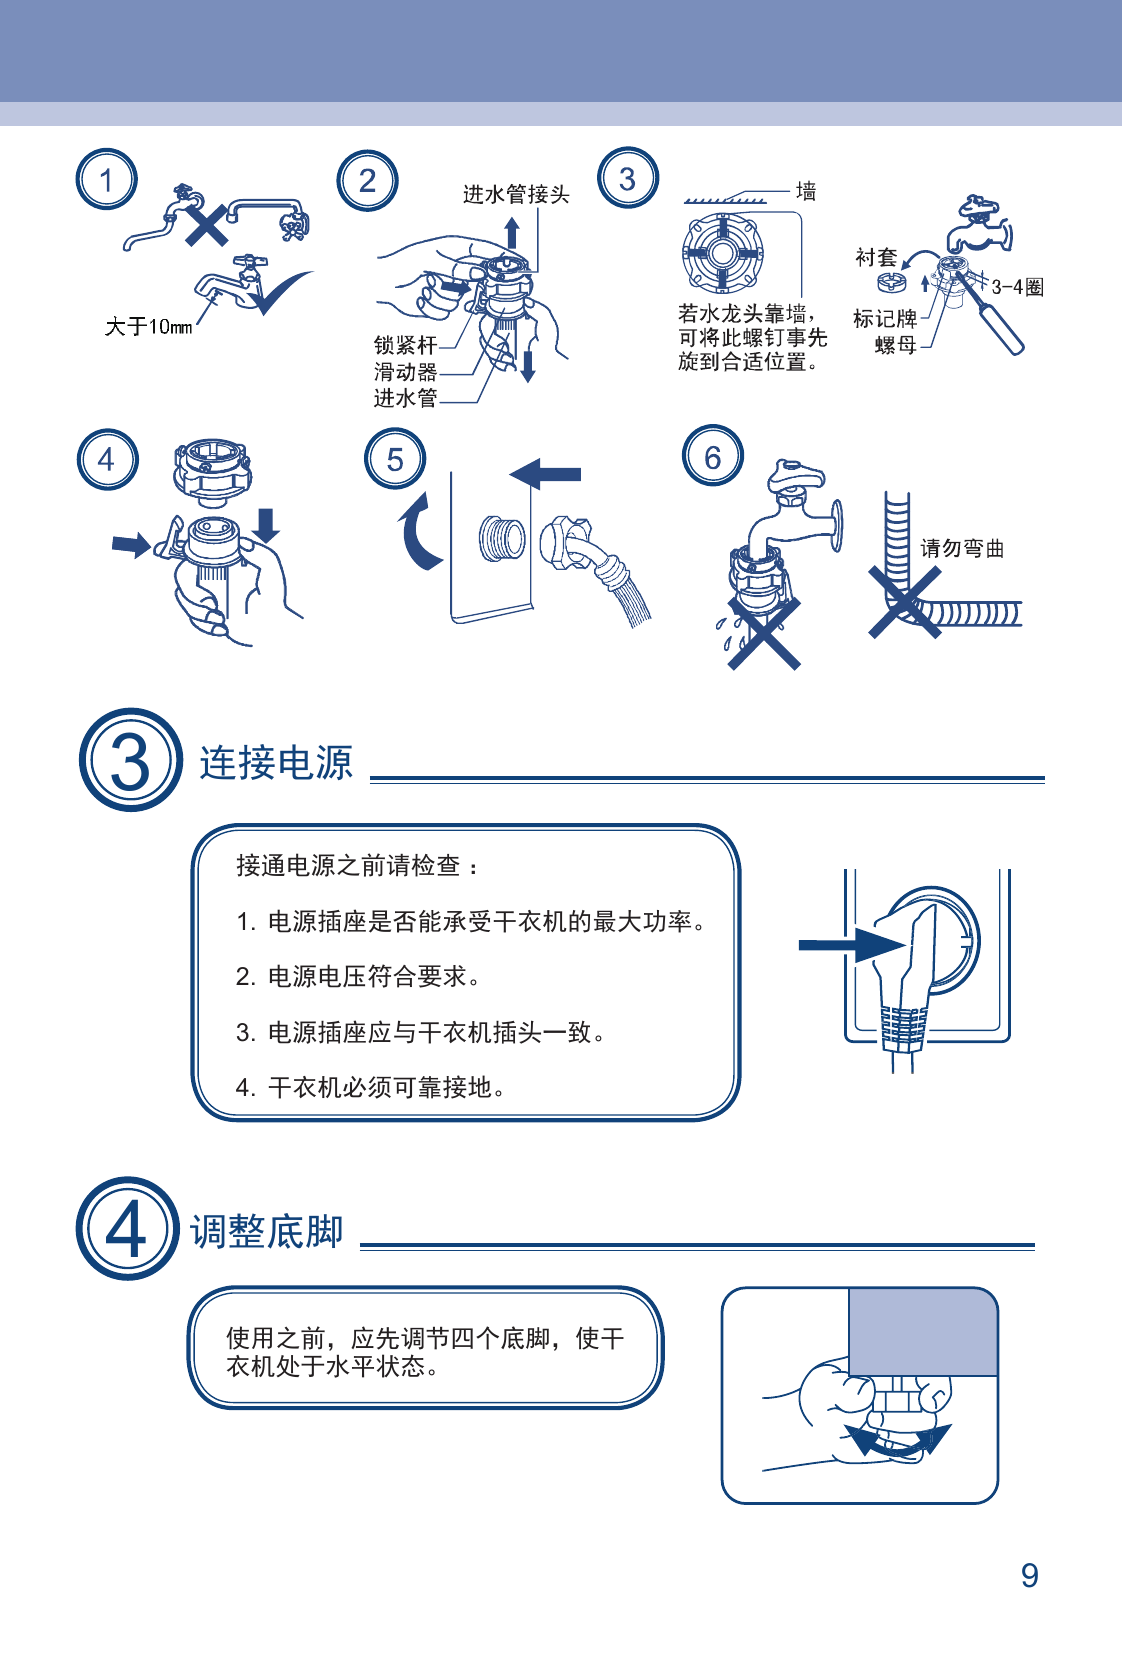 1
大于10mm
2
进水管接头
锁紧杆
滑动器
进水管
3
墙
若水龙头靠墙，
可将此螺钉事先
旋到合适位置。
衬套
3-4圈
标记牌
螺母
4
5
6
请勿弯曲
3 连接电源
接通电源之前请检查：
1. 电源插座是否能承受干衣机的最大功率。
2. 电源电压符合要求。
3. 电源插座应与干衣机插头一致。
4. 干衣机必须可靠接地。
4 调整底脚
使用之前，应先调节四个底脚，使干
衣机处于水平状态。
9